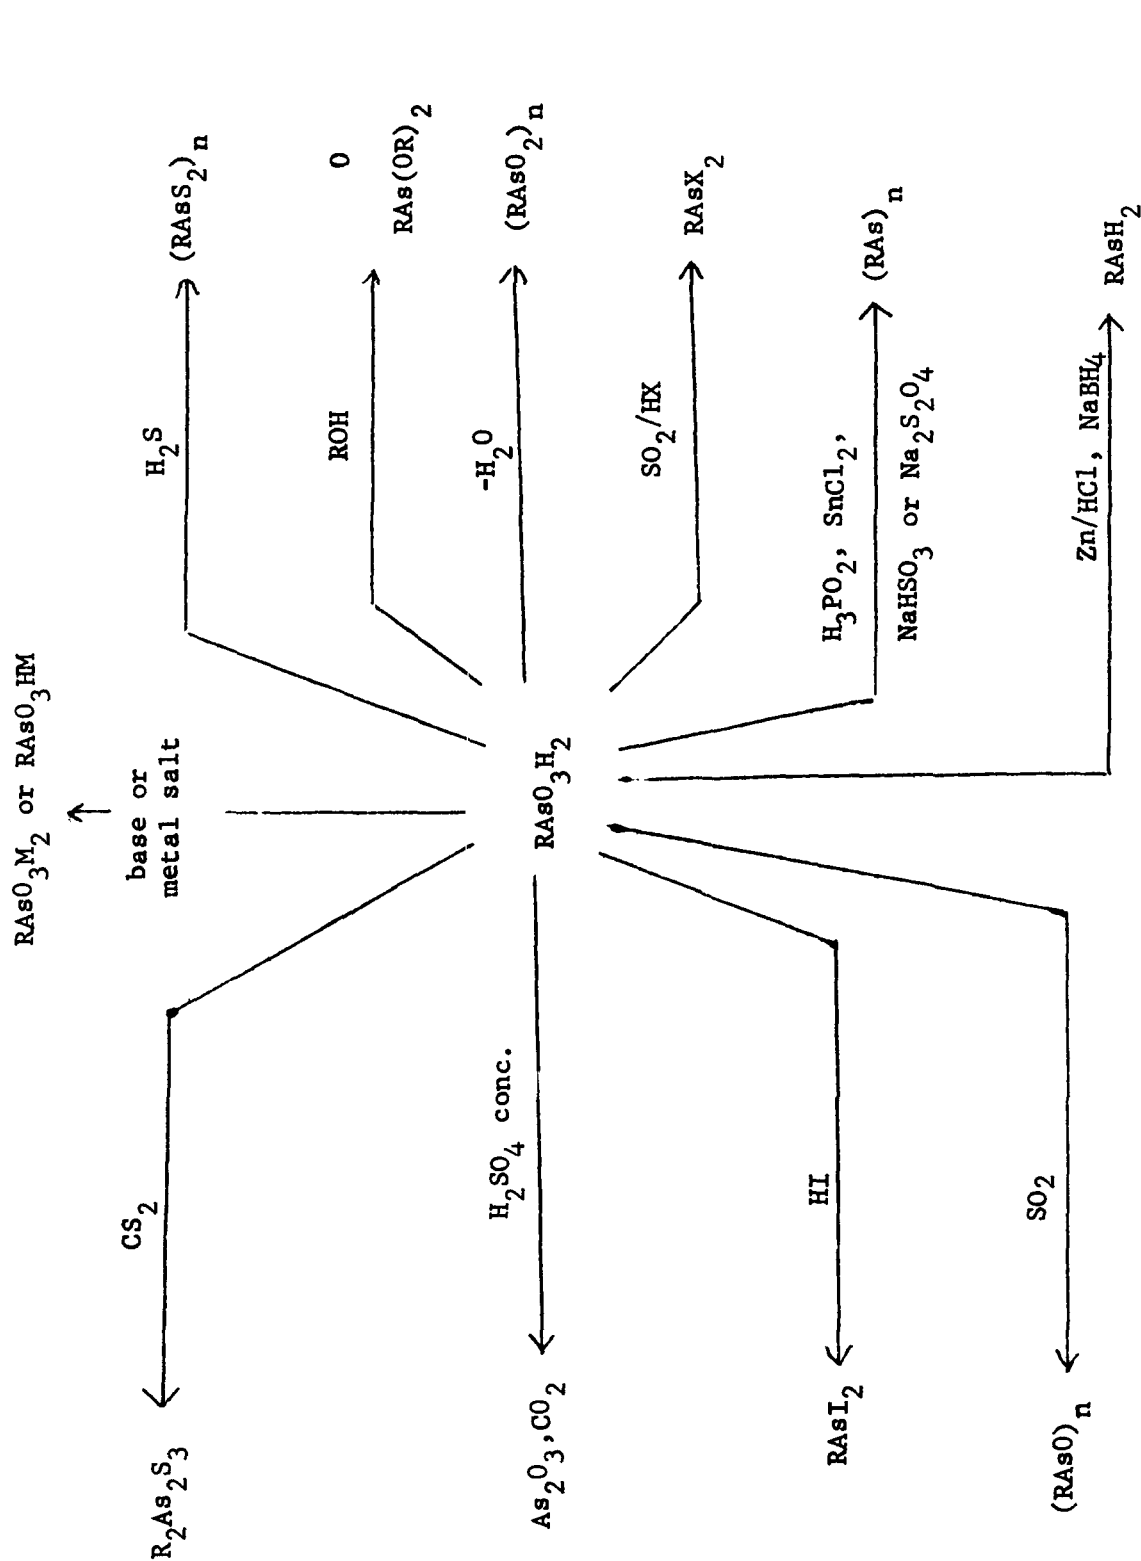 RAsO3M2 or RAsO3HM
base or
metal salt
CS2
R2As2S3
H2S
(RAsS2)n
ROH
O
RAs(OR)2
H2SO4 conc.
As2O3,CO2
RAsO3H2
-H2O
(RAsO2)n
HI
RAsI2
SO2/HX
RAsX2
H3PO2, SnCl2,
NaHSO3 or Na2S2O4
(RAs)n
SO2
(RAsO)n
Zn/HCl, NaBH4
RAsH2